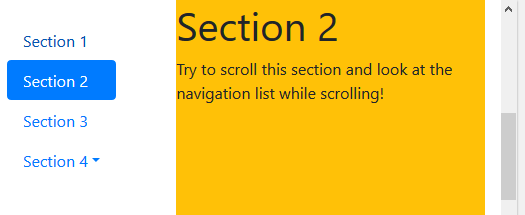 Section 1
Section 2
Section 3
Section 4
Section 2
Try to scroll this section and look at the
navigation list while scrolling!